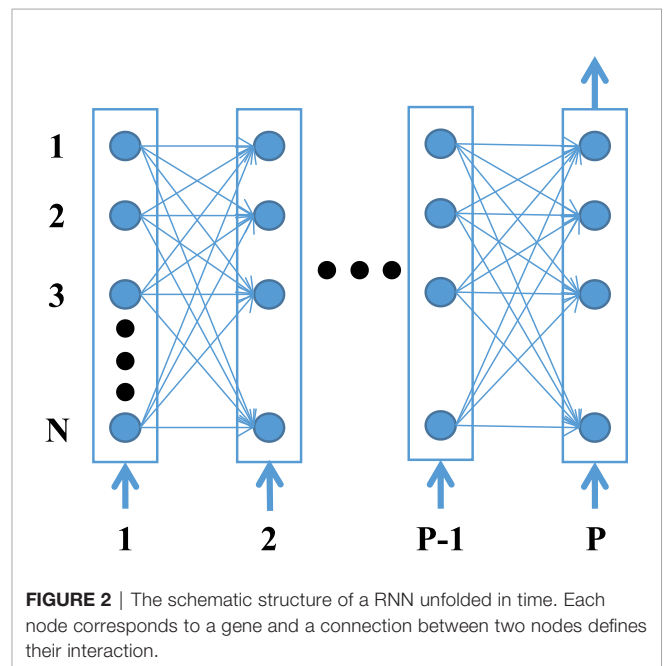 1
2
3
N
1 2 P-1 P
FIGURE 2 | The schematic structure of a RNN unfolded in time. Each
node corresponds to a gene and a connection between two nodes defines
their interaction.